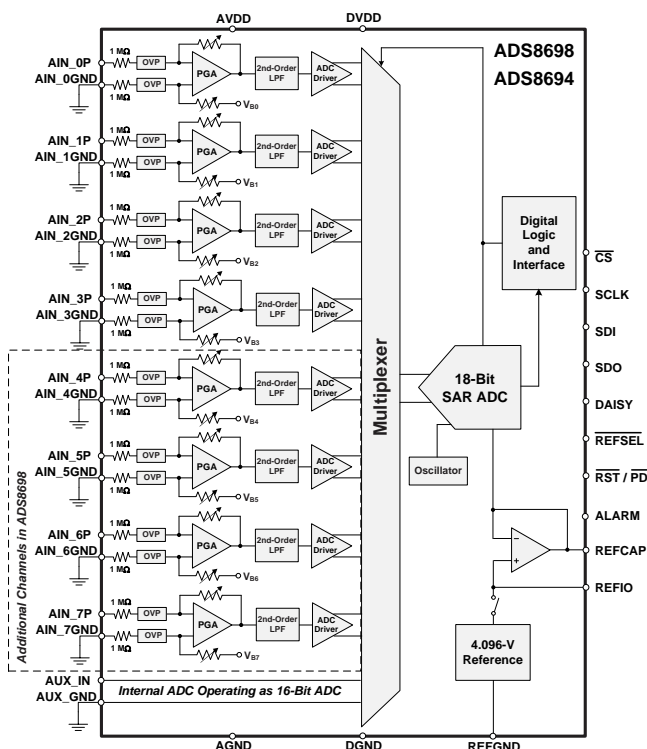 AVDD
DVDD
ADS8698
ADS8694
AIN_0P
1 MΩ
OVP
PGA
2nd-Order
LPF
ADC
Driver
AIN_0GND
1 MΩ
OVP
VB0
AIN_1P
1 MΩ
OVP
PGA
2nd-Order
LPF
ADC
Driver
AIN_1GND
1 MΩ
OVP
VB1
AIN_2P
1 MΩ
OVP
PGA
2nd-Order
LPF
ADC
Driver
AIN_2GND
1 MΩ
OVP
VB2
AIN_3P
1 MΩ
OVP
PGA
2nd-Order
LPF
ADC
Driver
AIN_3GND
1 MΩ
OVP
VB3
Additional Channels in ADS8698
AIN_4P
1 MΩ
OVP
PGA
2nd-Order
LPF
ADC
Driver
AIN_4GND
1 MΩ
OVP
VB4
AIN_5P
1 MΩ
OVP
PGA
2nd-Order
LPF
ADC
Driver
AIN_5GND
1 MΩ
OVP
VB5
AIN_6P
1 MΩ
OVP
PGA
2nd-Order
LPF
ADC
Driver
AIN_6GND
1 MΩ
OVP
VB6
AIN_7P
1 MΩ
OVP
PGA
2nd-Order
LPF
ADC
Driver
AIN_7GND
1 MΩ
OVP
VB7
AUX_IN
AUX_GND
Internal ADC Operating as 16-Bit ADC
Multiplexer
Digital
Logic
and
Interface
18-Bit
SAR ADC
Oscillator
4.096-V
Reference
CS
SCLK
SDI
SDO
DAISY
REFSEL
RST / PD
ALARM
REFCAP
REFIO
AGND
DGND
REFGND